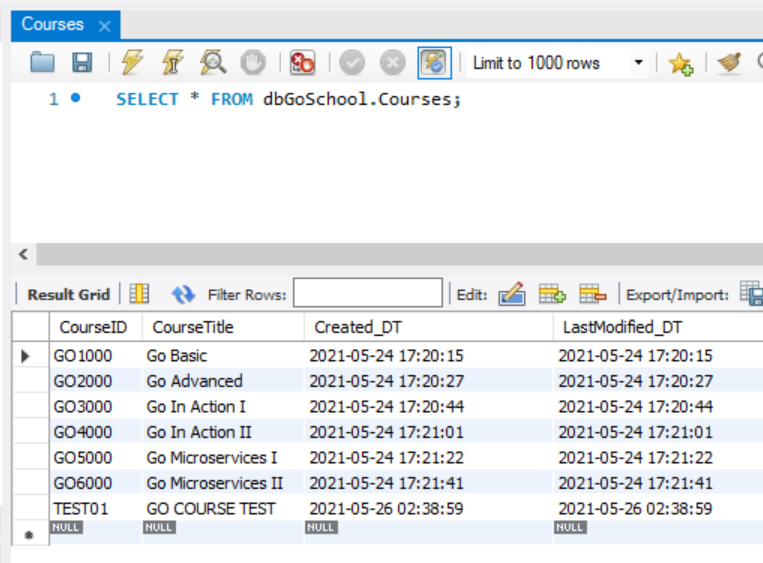 Courses
Limit to 1000 rows
1 SELECT * FROM dbGoSchool.Courses;
Result Grid Filter Rows: Edit: Export/Import:
CourseID CourseTitle Created_DT LastModified_DT
GO1000 Go Basic 2021-05-24 17:20:15 2021-05-24 17:20:15
GO2000 Go Advanced 2021-05-24 17:20:27 2021-05-24 17:20:27
GO3000 Go In Action I 2021-05-24 17:20:44 2021-05-24 17:20:44
GO4000 Go In Action II 2021-05-24 17:21:01 2021-05-24 17:21:01
GO5000 Go Microservices I 2021-05-24 17:21:22 2021-05-24 17:21:22
GO6000 Go Microservices II 2021-05-24 17:21:41 2021-05-24 17:21:41
TEST01 GO COURSE TEST 2021-05-26 02:38:59 2021-05-26 02:38:59
NULL NULL NULL NULL